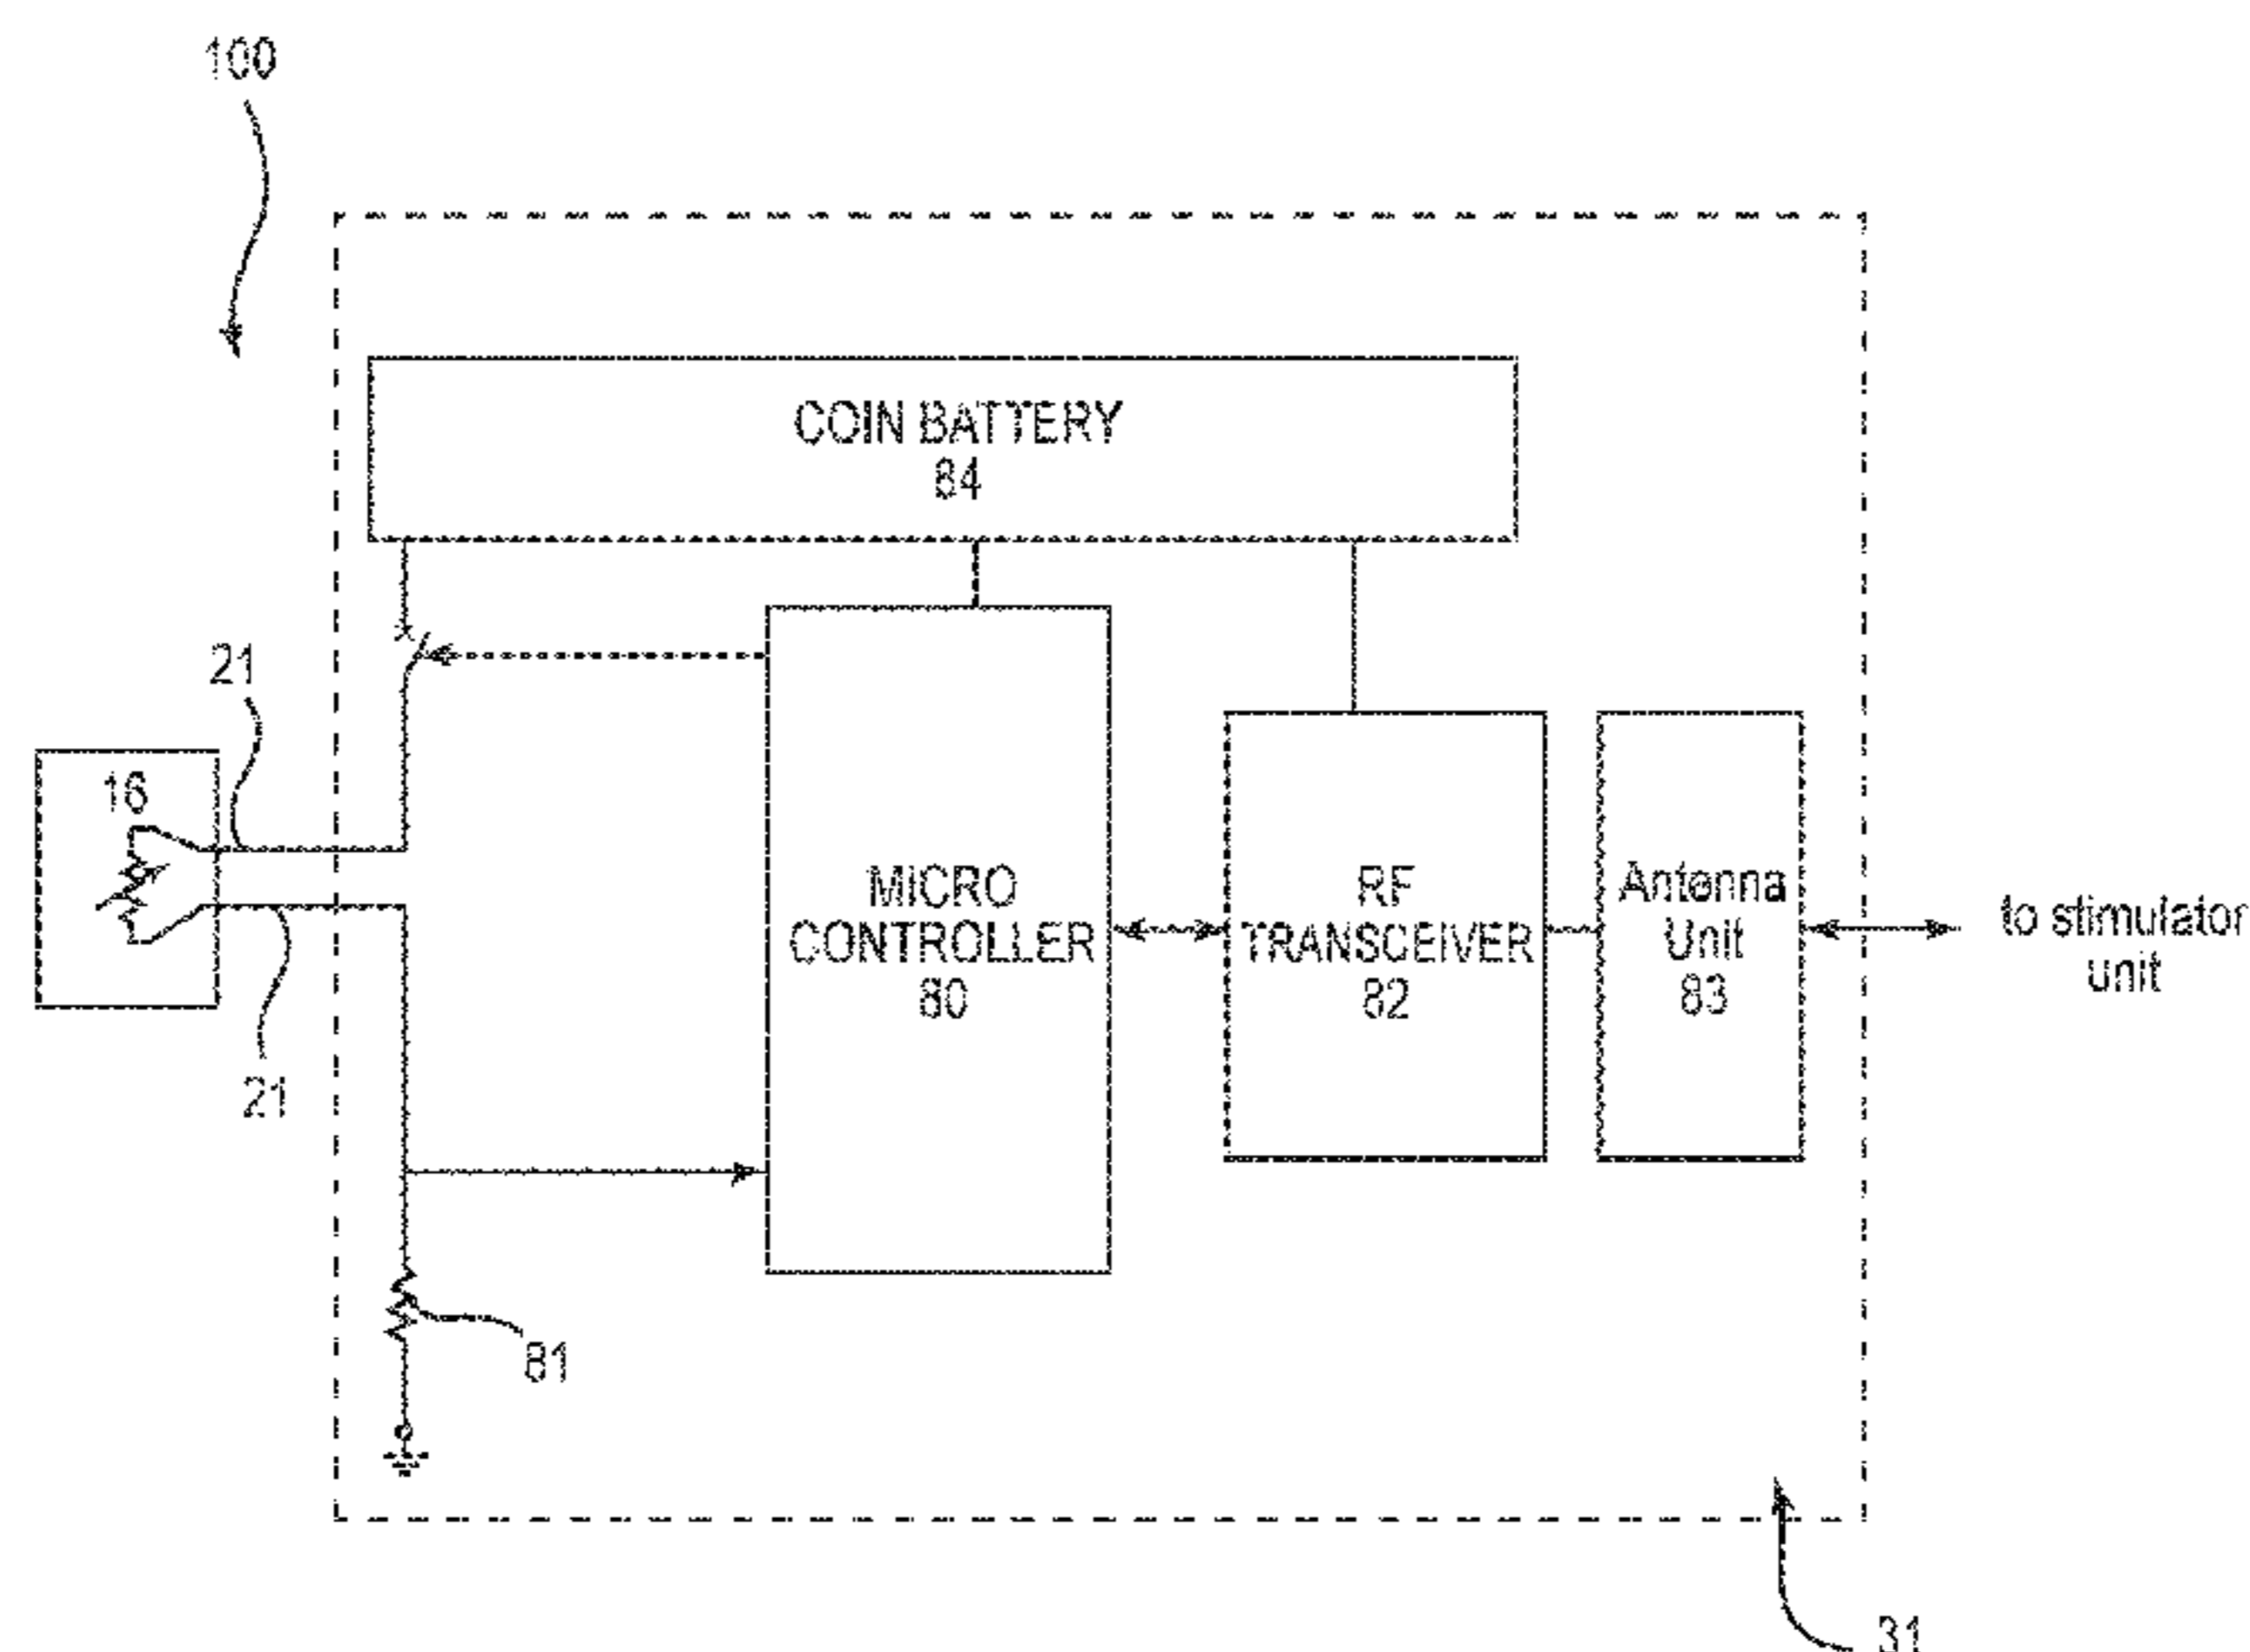 100
COIN BATTERY
84
21
16
MICRO
CONTROLLER
80
RF
TRANSCEIVER
82
Antenna
Unit
83
to stimulator
unit
21
81
31